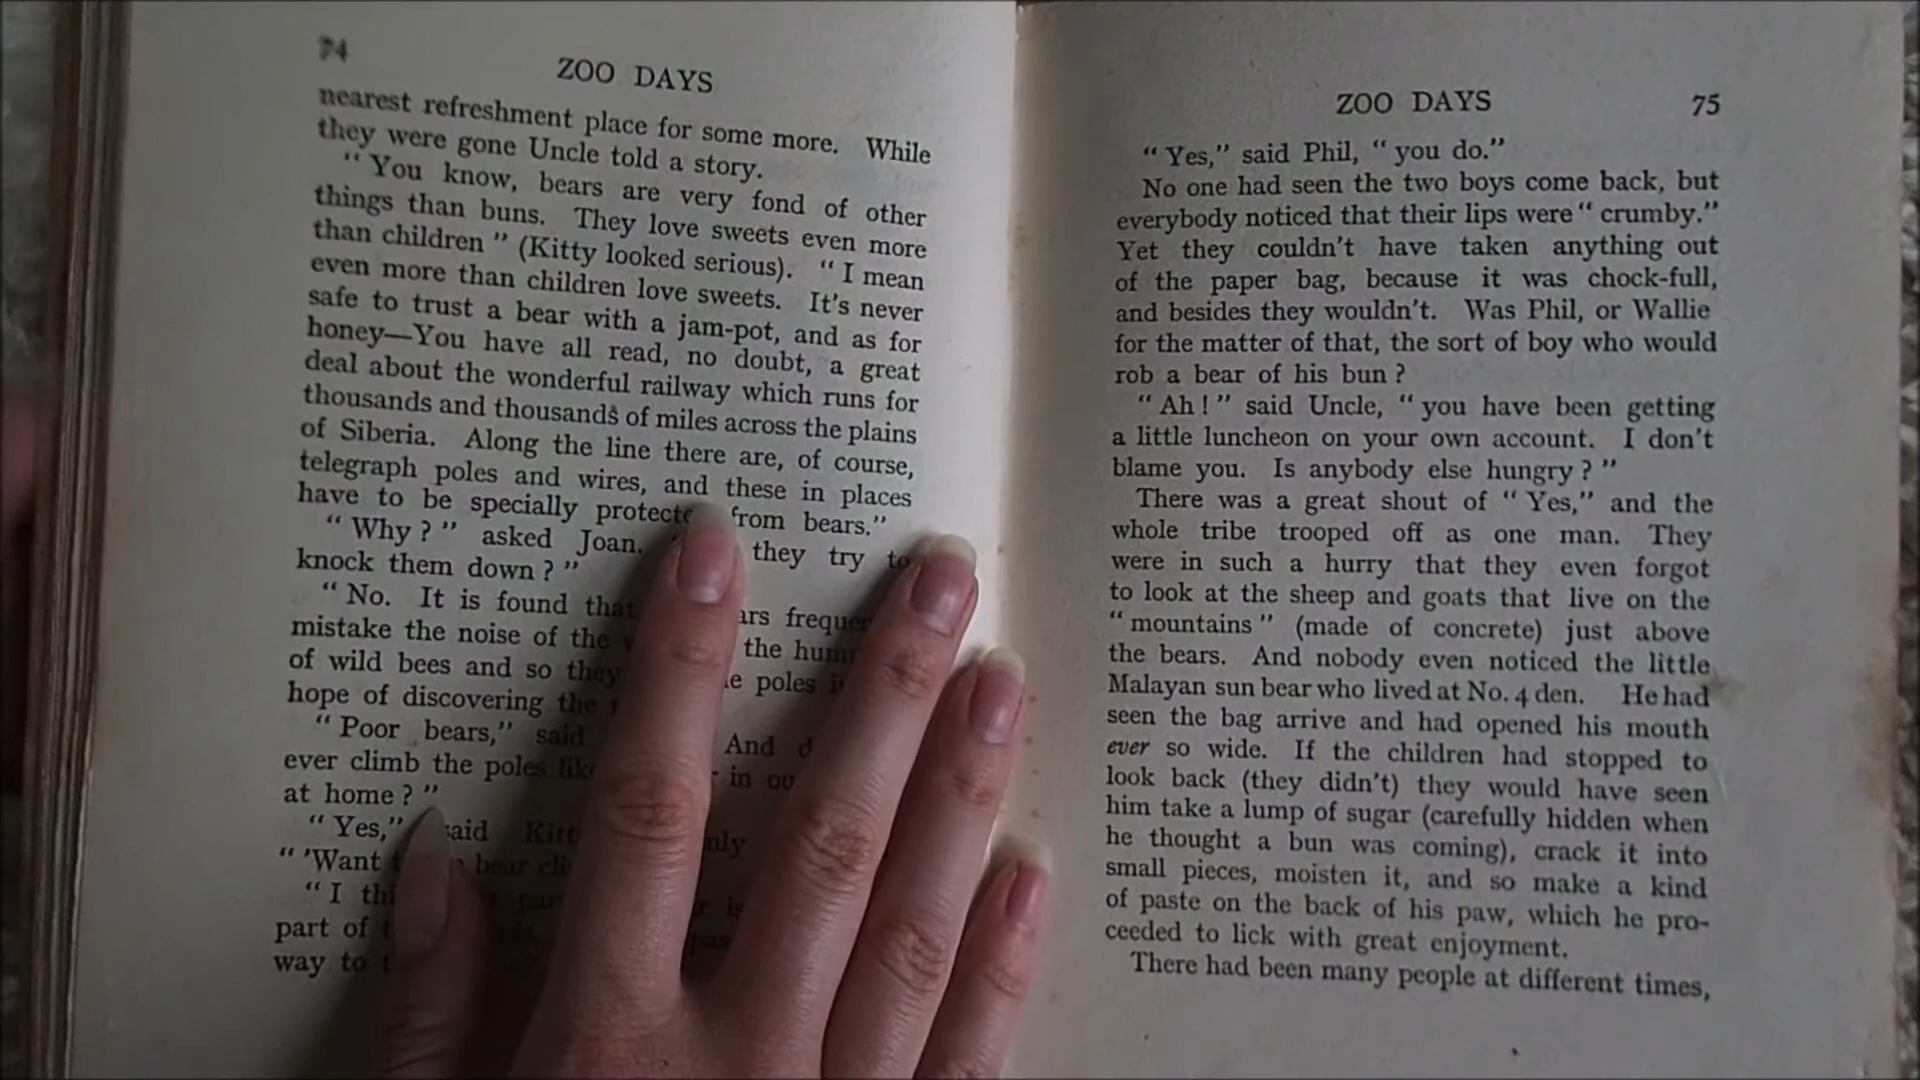 74
ZOO DAYS
nearest refreshment place for some more. While
they were gone Uncle told a story.
“ You know, bears are very fond of other
things than buns. They love sweets even more
than children ” (Kitty looked serious). “ I mean
even more than children love sweets. It's never
safe to trust a bear with a jam-pot, and as for
honey—You have all read, no doubt, a great
deal about the wonderful railway which runs for
thousands and thousands of miles across the plains
of Siberia. Along the line there are, of course,
telegraph poles and wires, and these in places
have to be specially from bears.”
“ Why ? ” asked Joan. they try to
knock them down ? ”
“ No. It is found that
mistake the noise of the the
of wild bees and so they poles
hope of discovering the
“ Poor bears,” said And
ever climb the poles in
at home ? ”
“ Yes,” said
“ 'Want bear
“ I
part of
way to
ZOO DAYS 75
“ Yes,” said Phil, “ you do.”
No one had seen the two boys come back, but
everybody noticed that their lips were “ crumby.”
Yet they couldn't have taken anything out
of the paper bag, because it was chock-full,
and besides they wouldn't. Was Phil, or Wallie
for the matter of that, the sort of boy who would
rob a bear of his bun ?
“ Ah ! ” said Uncle, “ you have been getting
a little luncheon on your own account. I don't
blame you. Is anybody else hungry ? ”
There was a great shout of “ Yes,” and the
whole tribe trooped off as one man. They
were in such a hurry that they even forgot
to look at the sheep and goats that live on the
“ mountains ” (made of concrete) just above
the bears. And nobody even noticed the little
Malayan sun bear who lived at No. 4 den. He had
seen the bag arrive and had opened his mouth
ever so wide. If the children had stopped to
look back (they didn't) they would have seen
him take a lump of sugar (carefully hidden when
he thought a bun was coming), crack it into
small pieces, moisten it, and so make a kind
of paste on the back of his paw, which he pro-
ceeded to lick with great enjoyment.
There had been many people at different times,